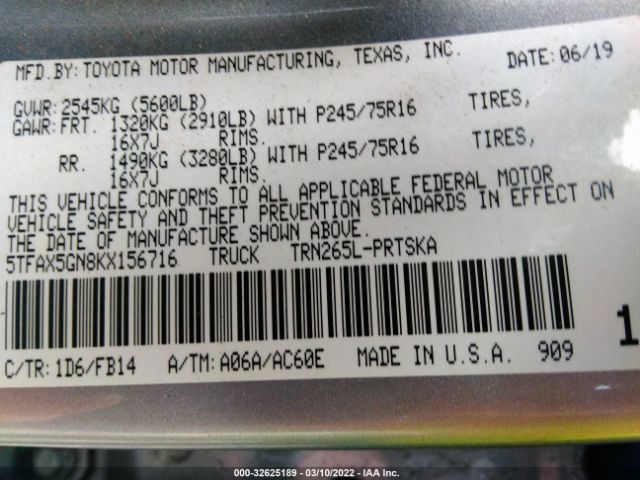 MFD.BY: TOYOTA MOTOR MANUFACTURING, TEXAS, INC. DATE: 06/19
GVWR: 2545KG (5600LB)
GAWR: FRT. 1320KG (2910LB) WITH P245/75R16 TIRES,
16X7J RIMS.
RR. 1490KG (3280LB) WITH P245/75R16 TIRES,
16X7J RIMS.
THIS VEHICLE CONFORMS TO ALL APPLICABLE FEDERAL MOTOR
VEHICLE SAFETY AND THEFT PREVENTION STANDARDS IN EFFECT ON
THE DATE OF MANUFACTURE SHOWN ABOVE.
5TFAX5GN8KX156716 TRUCK TRN265L-PRTSKA
C/TR: 1D6/FB14 A/TM: A06A/AC60E MADE IN U.S.A. 909
1
000-32625189 - 03/10/2022 - IAA Inc.